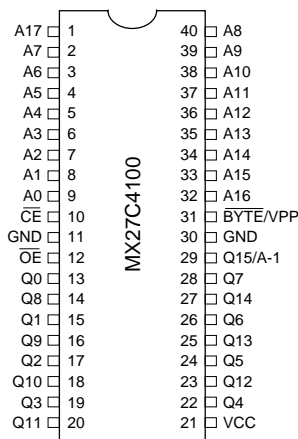 A17 1 40 A8
A7 2 39 A9
A6 3 38 A10
A5 4 37 A11
A4 5 36 A12
A3 6 35 A13
A2 7 34 A14
A1 8 33 A15
A0 9 32 A16
C̅E̅ 10 31 B̅Y̅T̅E̅/VPP
GND 11 30 GND
O̅E̅ 12 29 Q15/A-1
Q0 13 28 Q7
Q8 14 27 Q14
Q1 15 26 Q6
Q9 16 25 Q13
Q2 17 24 Q5
Q10 18 23 Q12
Q3 19 22 Q4
Q11 20 21 VCC
MX27C4100